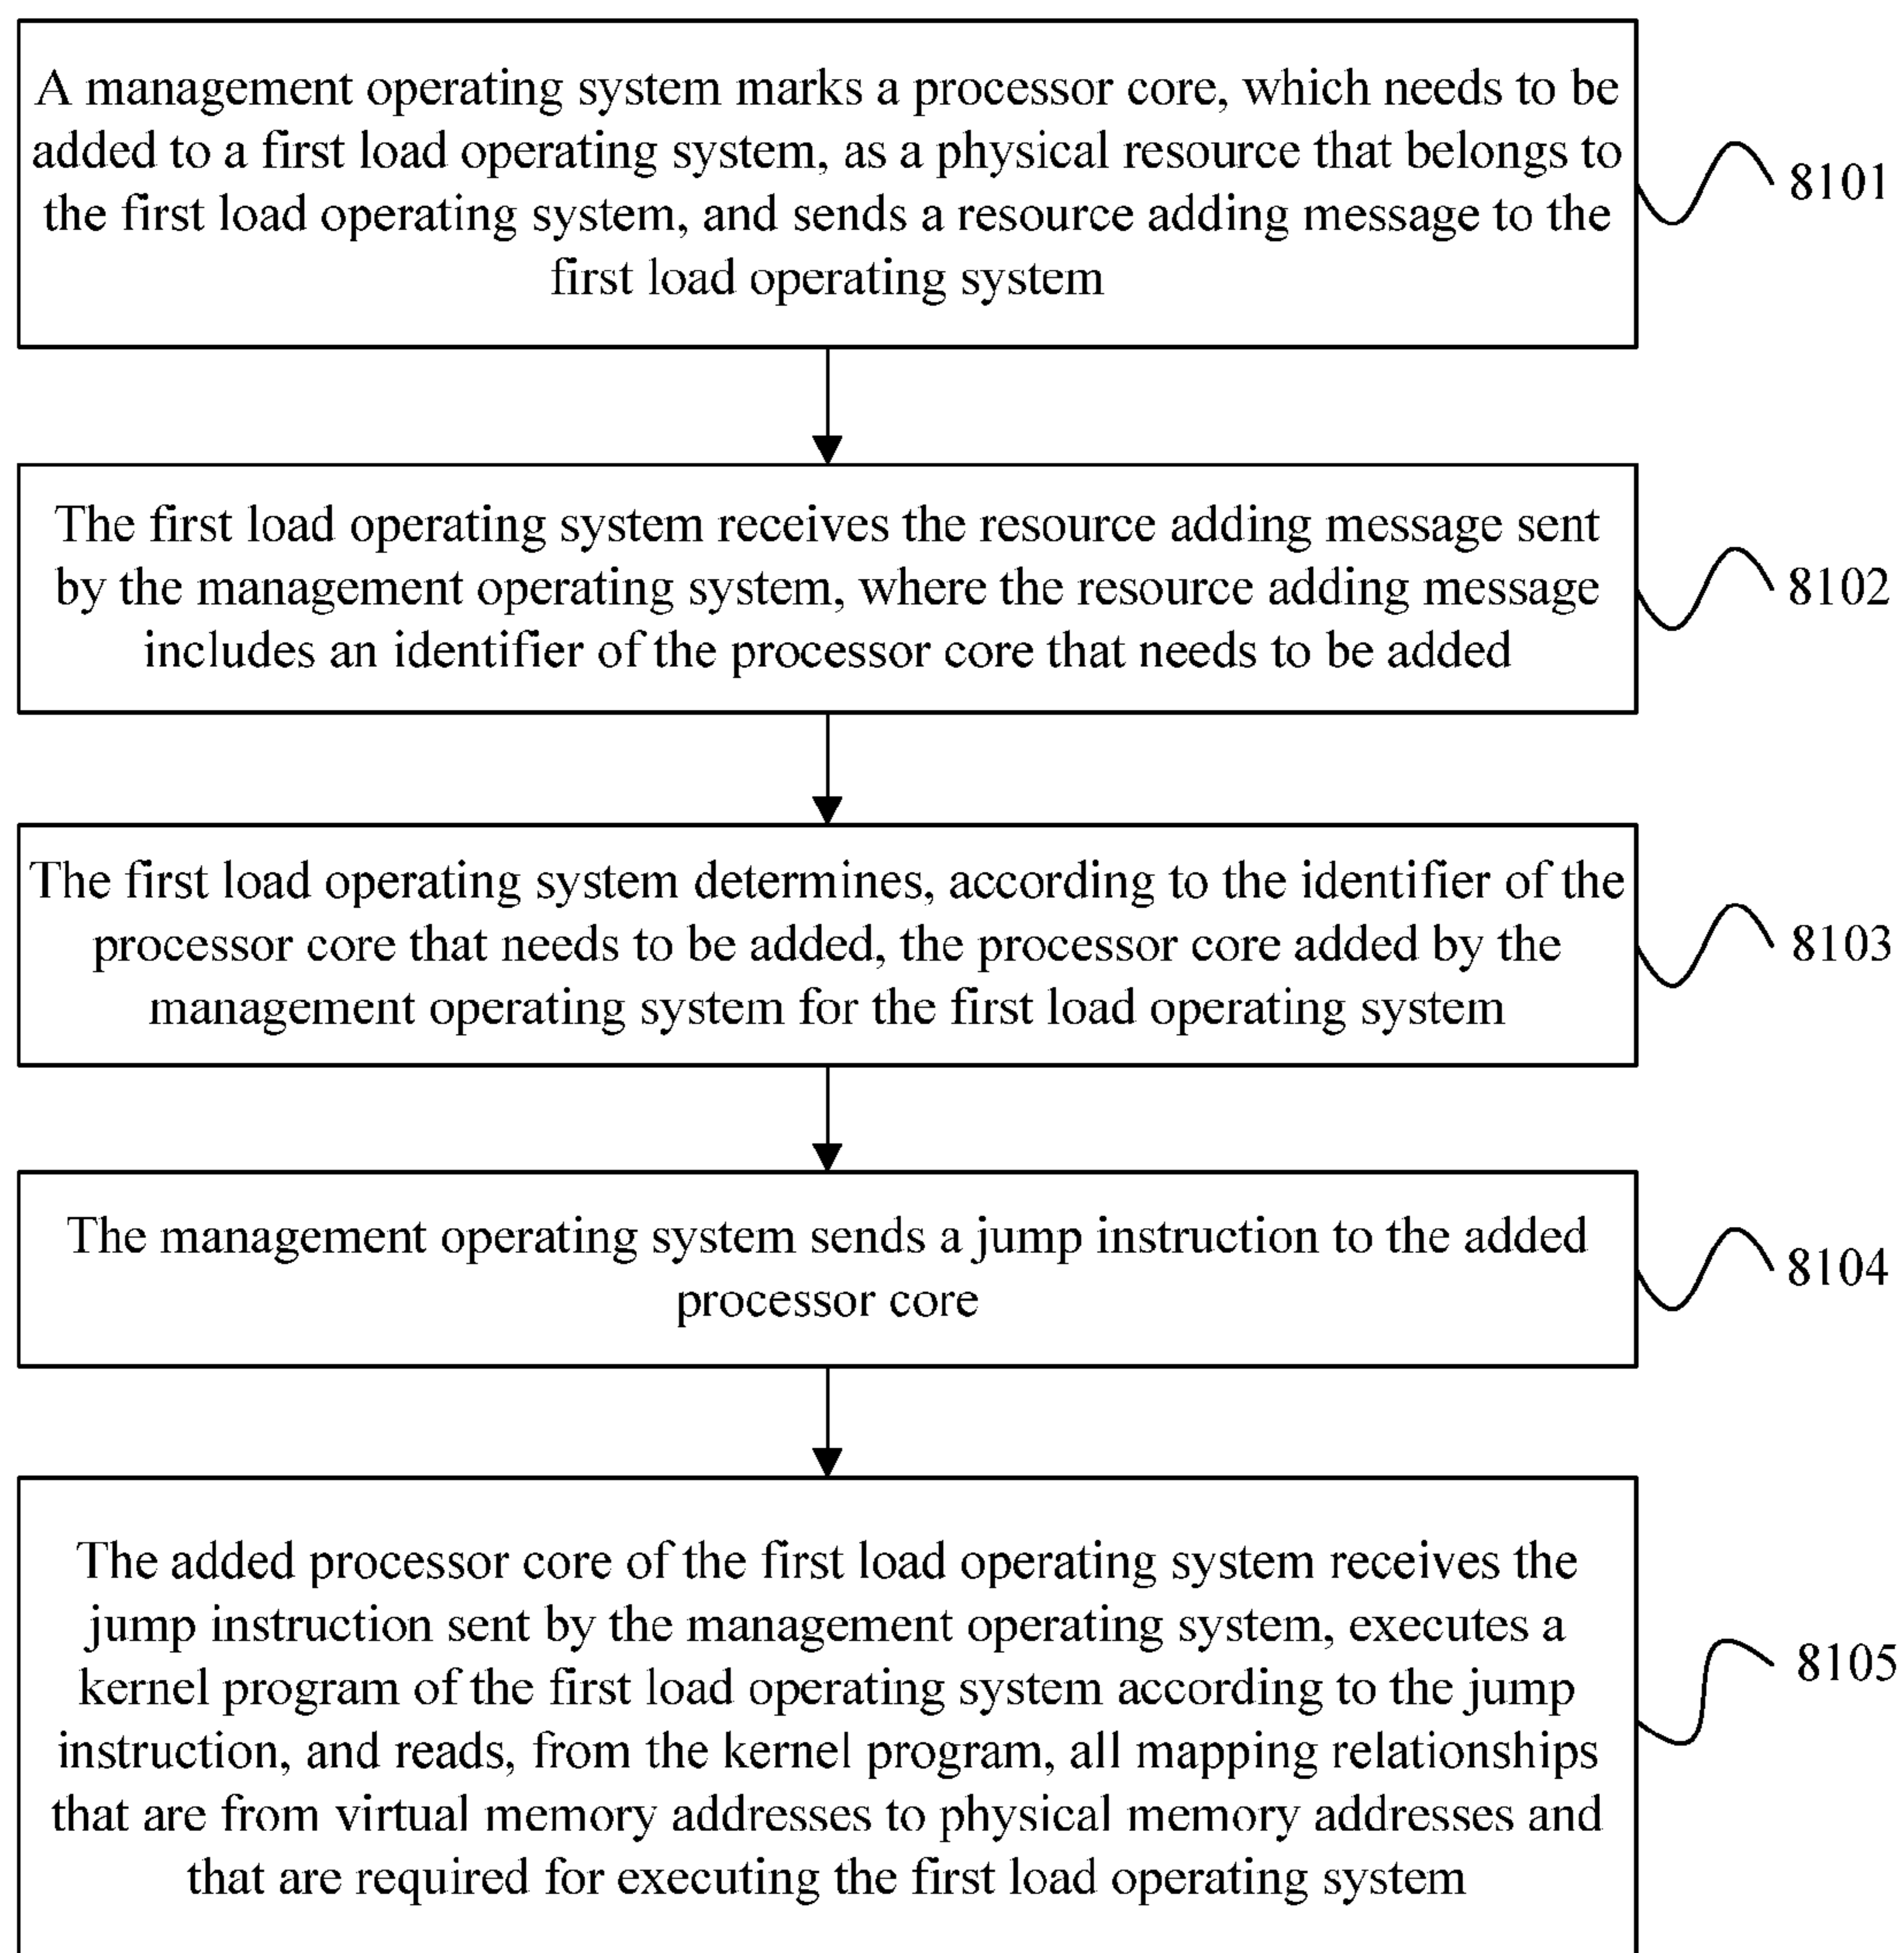 A management operating system marks a processor core, which needs to be
added to a first load operating system, as a physical resource that belongs to
the first load operating system, and sends a resource adding message to the
first load operating system
8101
The first load operating system receives the resource adding message sent
by the management operating system, where the resource adding message
includes an identifier of the processor core that needs to be added
8102
The first load operating system determines, according to the identifier of the
processor core that needs to be added, the processor core added by the
management operating system for the first load operating system
8103
The management operating system sends a jump instruction to the added
processor core
8104
The added processor core of the first load operating system receives the
jump instruction sent by the management operating system, executes a
kernel program of the first load operating system according to the jump
instruction, and reads, from the kernel program, all mapping relationships
that are from virtual memory addresses to physical memory addresses and
that are required for executing the first load operating system
8105